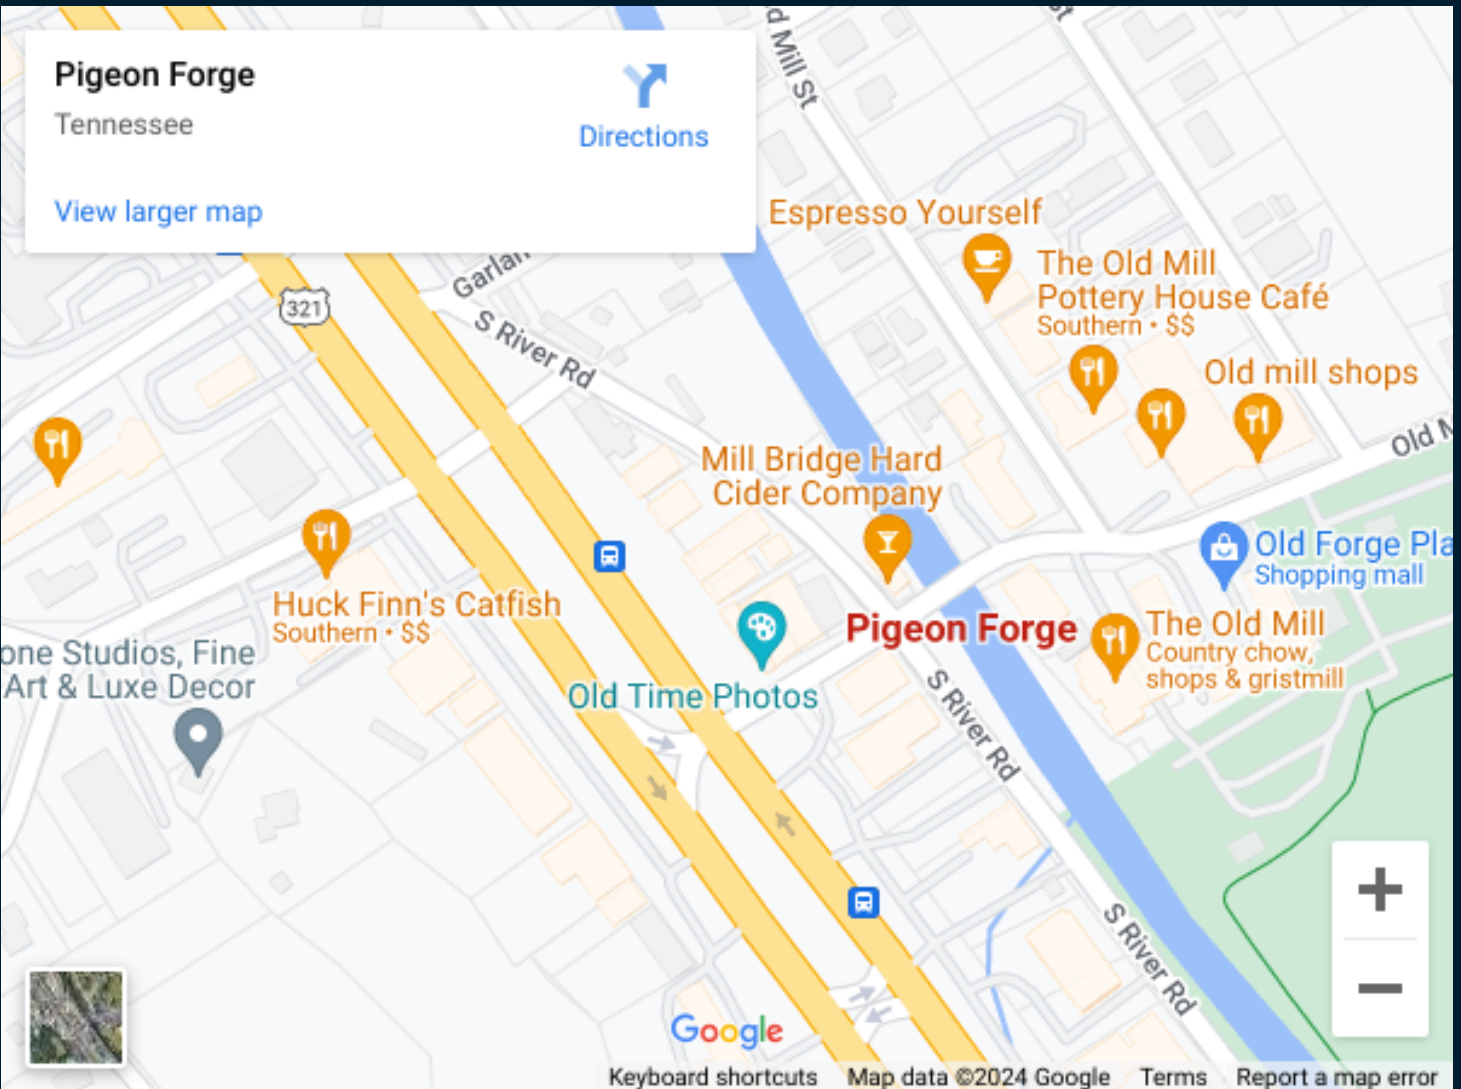 Pigeon Forge
Tennessee
Directions
View larger map
d Mill St
St
Espresso Yourself
The Old Mill
Pottery House Café
Southern • $$
Garlan
321
S River Rd
Old mill shops
Old M
Mill Bridge Hard
Cider Company
Old Forge Pla
Shopping mall
Huck Finn's Catfish
Southern • $$
Pigeon Forge
The Old Mill
Country chow,
shops & gristmill
one Studios, Fine
Art & Luxe Decor
Old Time Photos
S River Rd
S River Rd
Google
Keyboard shortcuts
Map data ©2024 Google
Terms
Report a map error